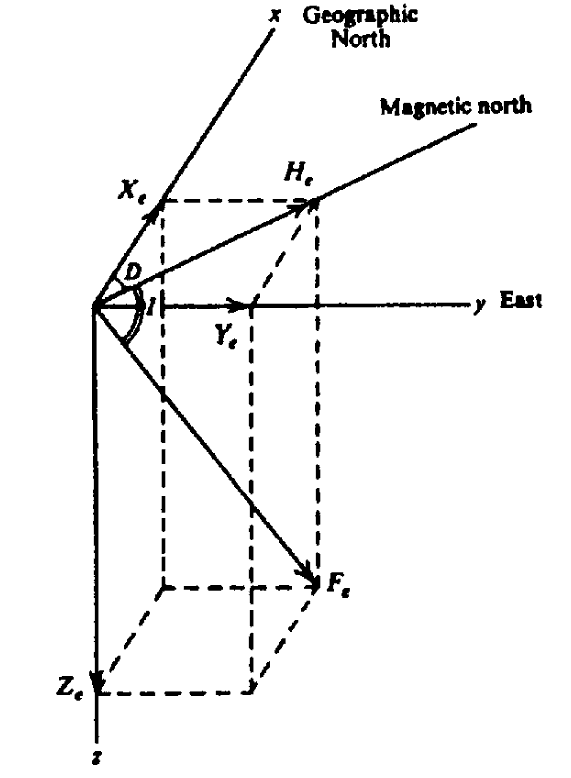 x Geographic
North
Magnetic north
Xe
He
D
I
y East
Ye
Fe
Ze
z